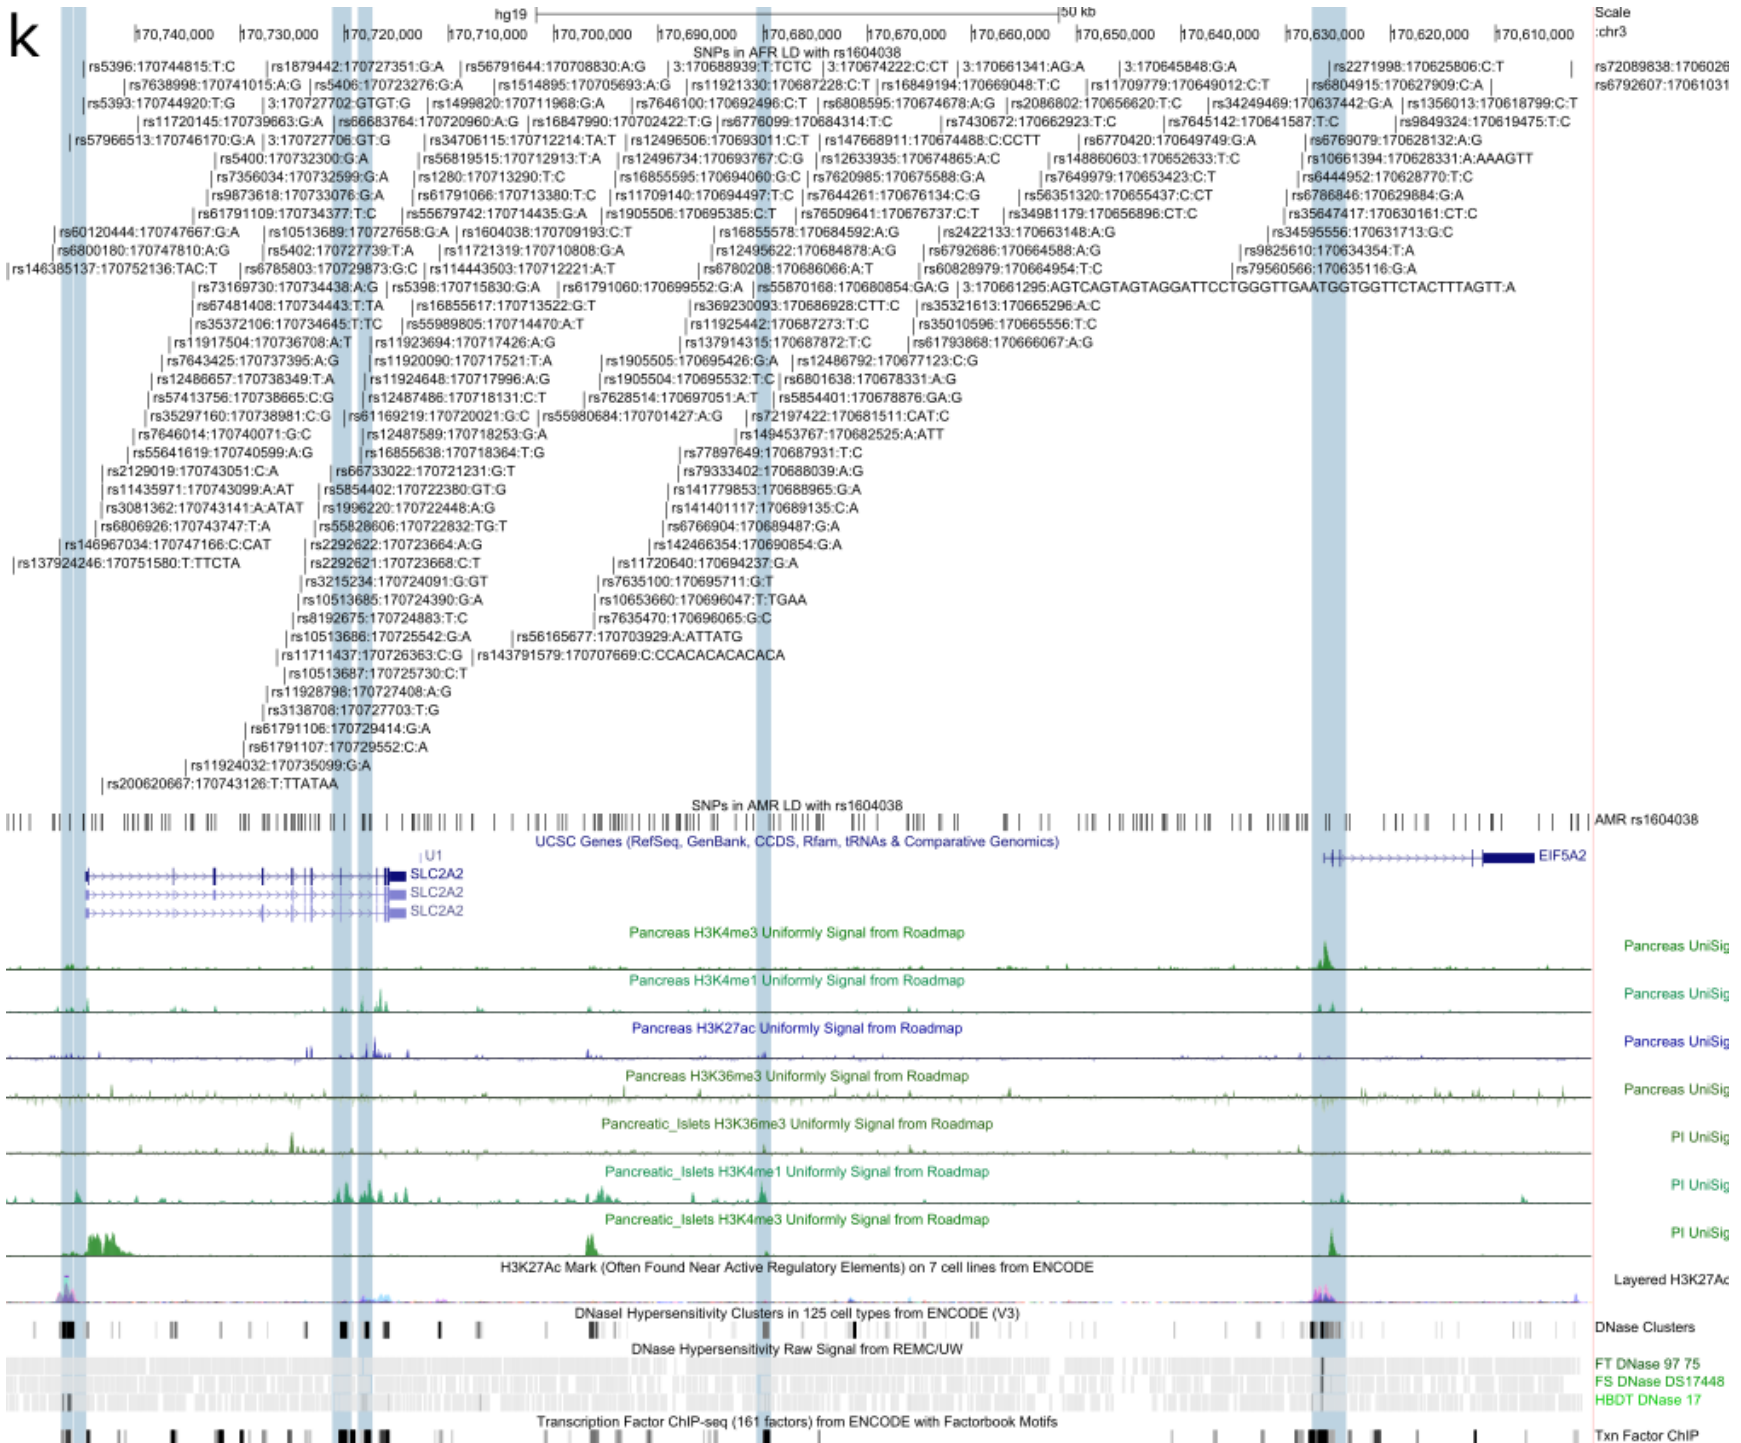 k
hg19 50 kb Scale
170,740,000 170,730,000 170,720,000 170,710,000 170,700,000 170,690,000 170,680,000 170,670,000 170,660,000 170,650,000 170,640,000 170,630,000 170,620,000 170,610,000 :chr3
SNPs in AFR LD with rs1604038
rs5396:170744815:T:C rs1879442:170727351:G:A rs56791644:170708830:A:G 3:170688939:T:TCTC 3:170674222:C:CT 3:170661341:AG:A 3:170645848:G:A rs2271998:170625806:C:T rs72089838:1706026
rs7638998:170741015:A:G rs5406:170723276:G:A rs1514895:170705693:A:G rs11921330:170687228:C:T rs16849194:170669048:T:C rs11709779:170649012:C:T rs6804915:170627909:C:A rs6792607:17061031
rs5393:170744920:T:G 3:170727702:GTGT:G rs1499820:170711968:G:A rs7646100:170692496:C:T rs6808595:170674678:A:G rs2086802:170656620:T:C rs34249469:170637442:G:A rs1356013:170618799:C:T
rs11720145:170739663:G:A rs66683764:170720960:A:G rs16847990:170702422:T:G rs6776099:170684314:T:C rs7430672:170662923:T:C rs7645142:170641587:T:C rs9849324:170619475:T:C
rs57966513:170746170:G:A 3:170727706:GT:G rs34706115:170712214:TA:T rs12496506:170693011:C:T rs147668911:170674488:C:CCTT rs6770420:170649749:G:A rs6769079:170628132:A:G
rs5400:170732300:G:A rs56819515:170712913:T:A rs12496734:170693767:C:G rs12633935:170674865:A:C rs148860603:170652633:T:C rs10661394:170628331:A:AAAGTT
rs7356034:170732599:G:A rs1280:170713290:T:C rs16855595:170694060:G:C rs7620985:170675588:G:A rs7649979:170653423:C:T rs6444952:170628770:T:C
rs9873618:170733076:G:A rs61791066:170713380:T:C rs11709140:170694497:T:C rs7644261:170676134:C:G rs56351320:170655437:C:CT rs6786846:170629884:G:A
rs61791109:170734377:T:C rs55679742:170714435:G:A rs1905506:170695385:C:T rs76509641:170676737:C:T rs34981179:170656896:CT:C rs35647417:170630161:CT:C
rs60120444:170747667:G:A rs10513689:170727658:G:A rs1604038:170709193:C:T rs16855578:170684592:A:G rs2422133:170663148:A:G rs34595556:170631713:G:C
rs6800180:170747810:A:G rs5402:170727739:T:A rs11721319:170710808:G:A rs12495622:170684878:A:G rs6792686:170664588:A:G rs9825610:170634354:T:A
rs146385137:170752136:TAC:T rs6785803:170729873:G:C rs114443503:170712221:A:T rs6780208:170686066:A:T rs60828979:170664954:T:C rs79560566:170635116:G:A
rs73169730:170734438:A:G rs5398:170715830:G:A rs61791060:170699552:G:A rs55870168:170680854:GA:G 3:170661295:AGTCAGTAGTAGGATTCCTGGGTTGAATGGTGGTTCTACTTTAGTT:A
rs67481408:170734443:T:TA rs16855617:170713522:G:T rs369230093:170686928:CTT:C rs35321613:170665296:A:C
rs35372106:170734645:T:TC rs55989805:170714470:A:T rs11925442:170687273:T:C rs35010596:170665556:T:C
rs11917504:170736708:A:T rs11923694:170717426:A:G rs137914315:170687872:T:C rs61793868:170666067:A:G
rs7643425:170737395:A:G rs11920090:170717521:T:A rs1905505:170695426:G:A rs12486792:170677123:C:G
rs12486657:170738349:T:A rs11924648:170717996:A:G rs1905504:170695532:T:C rs6801638:170678331:A:G
rs57413756:170738665:C:G rs12487486:170718131:C:T rs7628514:170697051:A:T rs5854401:170678876:GA:G
rs35297160:170738981:C:G rs61169219:170720021:G:C rs55980684:170701427:A:G rs72197422:170681511:CAT:C
rs7646014:170740071:G:C rs12487589:170718253:G:A rs149453767:170682525:A:ATT
rs55641619:170740599:A:G rs16855638:170718364:T:G rs77897649:170687931:T:C
rs2129019:170743051:C:A rs66733022:170721231:G:T rs79333402:170688039:A:G
rs11435971:170743099:A:AT rs5854402:170722380:GT:G rs141779853:170688965:G:A
rs3081362:170743141:A:ATAT rs1996220:170722448:A:G rs141401117:170689135:C:A
rs6806926:170743747:T:A rs55828606:170722832:TG:T rs6766904:170689487:G:A
rs146967034:170747166:C:CAT rs2292622:170723664:A:G rs142466354:170690854:G:A
rs137924246:170751580:T:TTCTA rs2292621:170723668:C:T rs11720640:170694237:G:A
rs3215234:170724091:G:GT rs7635100:170695711:G:T
rs10513685:170724390:G:A rs10653660:170696047:T:TGAA
rs8192675:170724883:T:C rs7635470:170696065:G:C
rs10513686:170725542:G:A rs56165677:170703929:A:ATTATG
rs11711437:170726363:C:G rs143791579:170707669:C:CCACACACACACA
rs10513687:170725730:C:T
rs11928798:170727408:A:G
rs3138708:170727703:T:G
rs61791106:170729414:G:A
rs61791107:170729552:C:A
rs11924032:170735099:G:A
rs200620667:170743126:T:TTATAA
SNPs in AMR LD with rs1604038
AMR rs1604038
UCSC Genes (RefSeq, GenBank, CCDS, Rfam, tRNAs & Comparative Genomics)
U1 EIF5A2
SLC2A2
SLC2A2
SLC2A2
Pancreas H3K4me3 Uniformly Signal from Roadmap
Pancreas UniSig
Pancreas H3K4me1 Uniformly Signal from Roadmap
Pancreas UniSig
Pancreas H3K27ac Uniformly Signal from Roadmap
Pancreas UniSig
Pancreas H3K36me3 Uniformly Signal from Roadmap
Pancreas UniSig
Pancreatic_Islets H3K36me3 Uniformly Signal from Roadmap
PI UniSig
Pancreatic_Islets H3K4me1 Uniformly Signal from Roadmap
PI UniSig
Pancreatic_Islets H3K4me3 Uniformly Signal from Roadmap
PI UniSig
H3K27Ac Mark (Often Found Near Active Regulatory Elements) on 7 cell lines from ENCODE
Layered H3K27Ac
DNaseI Hypersensitivity Clusters in 125 cell types from ENCODE (V3)
DNase Clusters
DNase Hypersensitivity Raw Signal from REMC/UW
FT DNase 97 75
FS DNase DS17448
HBDT DNase 17
Transcription Factor ChIP-seq (161 factors) from ENCODE with Factorbook Motifs
Txn Factor ChIP